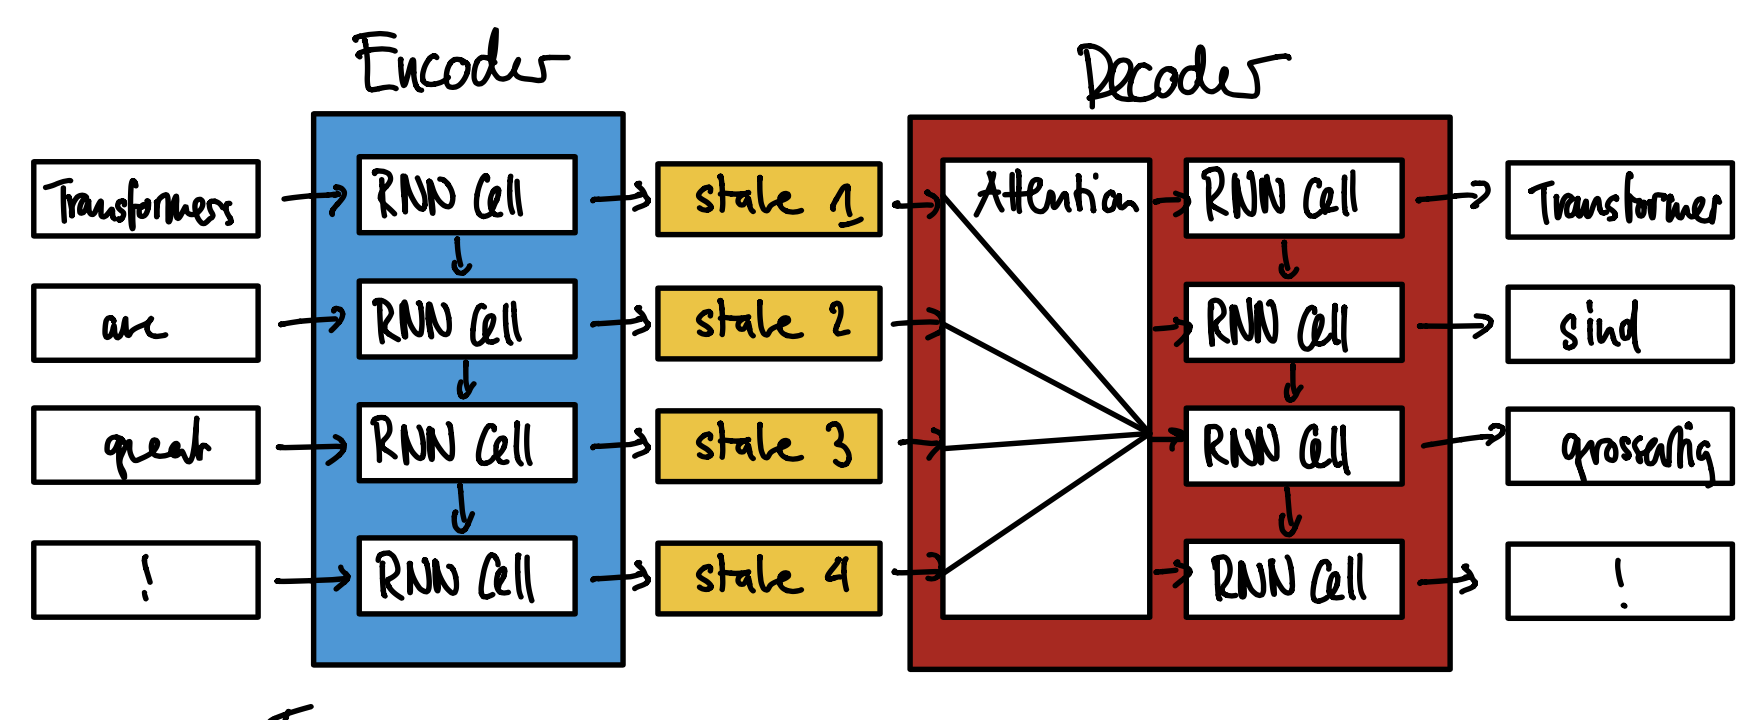 Encoder
Decoder
Transformers
RNN Cell
state 1
Attention
RNN Cell
Transformer
are
RNN Cell
state 2
RNN Cell
sind
great
RNN Cell
state 3
RNN Cell
grossartig
!
RNN Cell
state 4
RNN Cell
!